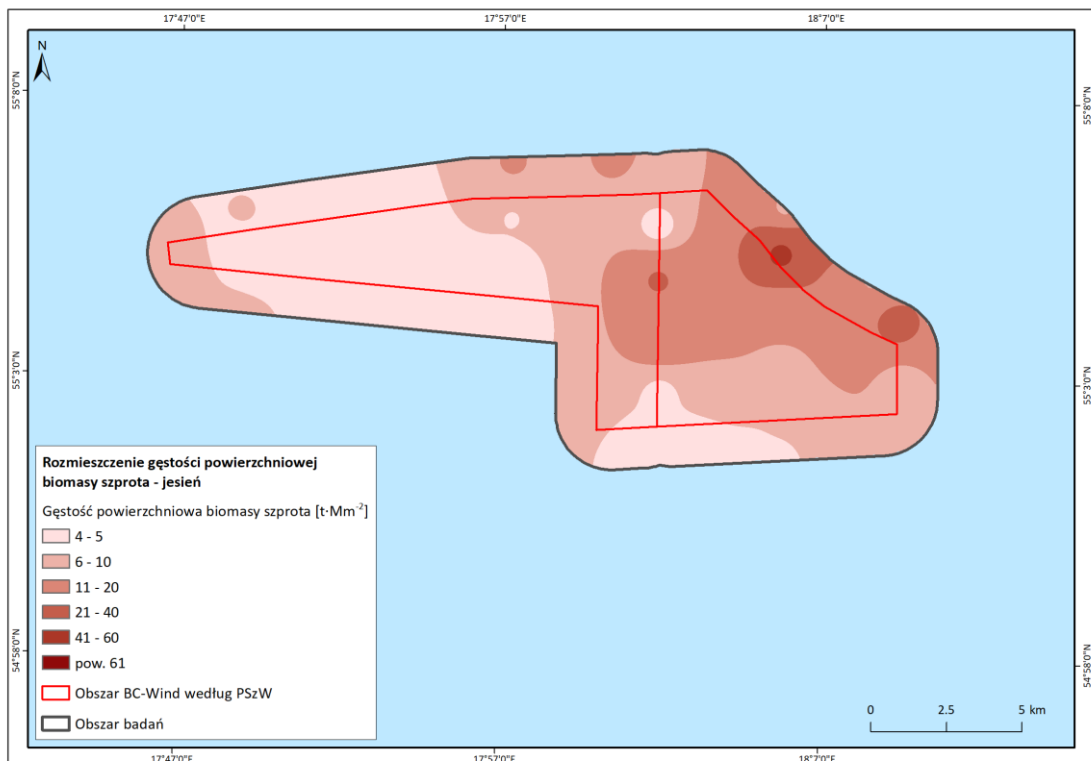 17°47'0"E 17°57'0"E 18°7'0"E
N
55°8'0"N 55°8'0"N
55°3'0"N 55°3'0"N
54°58'0"N 54°58'0"N
Rozmieszczenie gęstości powierzchniowej
biomasy szprota - jesień
Gęstość powierzchniowa biomasy szprota [t·Mm⁻²]
4 - 5
6 - 10
11 - 20
21 - 40
41 - 60
pow. 61
Obszar BC-Wind według PSzW
Obszar badań
0 2.5 5 km
17°47'0"E 17°57'0"E 18°7'0"E